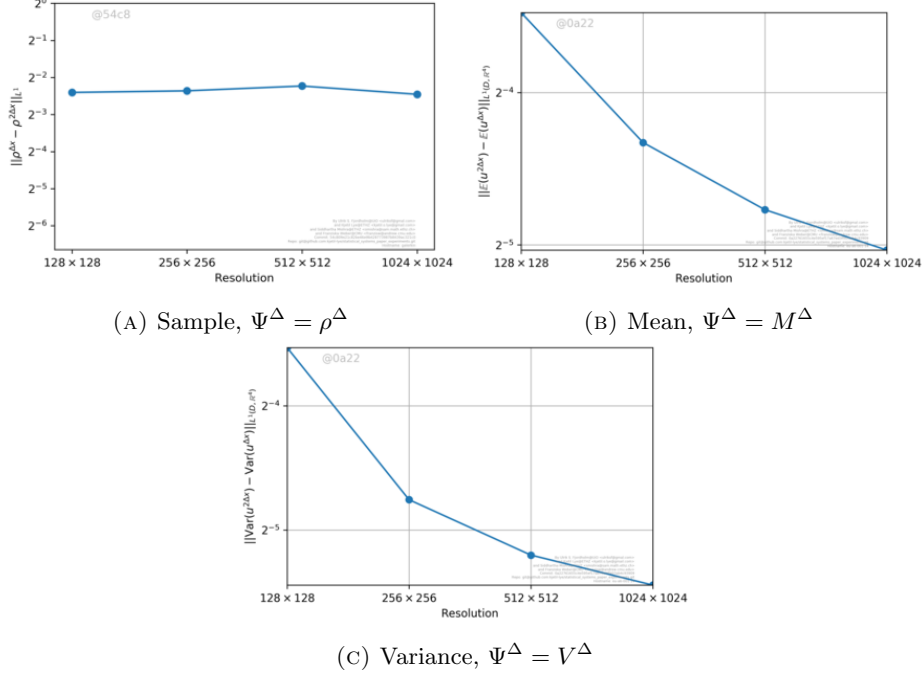 @54c8
2^0
2^{-1}
2^{-2}
2^{-3}
2^{-4}
2^{-5}
2^{-6}
||ρ^{Δx} − ρ^{2Δx}||_{L^1}
128 × 128 256 × 256 512 × 512 1024 × 1024
Resolution
(A) Sample, Ψ^Δ = ρ^Δ
@0a22
2^{-4}
2^{-5}
||𝔼(u^{2Δx}) − 𝔼(u^{Δx})||_{L^1(D, ℝ^4)}
128 × 128 256 × 256 512 × 512 1024 × 1024
Resolution
(B) Mean, Ψ^Δ = M^Δ
@0a22
2^{-4}
2^{-5}
||Var(u^{2Δx}) − Var(u^{Δx})||_{L^1(D, ℝ^4)}
128 × 128 256 × 256 512 × 512 1024 × 1024
Resolution
(C) Variance, Ψ^Δ = V^Δ